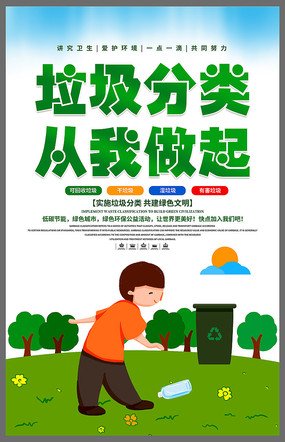 讲究卫生|爱护环境|一点一滴|共同努力
垃圾分类
从我做起
可回收垃圾 干垃圾 湿垃圾 有害垃圾
【实施垃圾分类 共建绿色文明】
IMPLEMENT WASTE CLASSIFICATION TO BUILD GREEN CIVILIZATION
低碳节能，绿色城市，绿色环保公益活动，让世界更美好！快点加入我们吧！